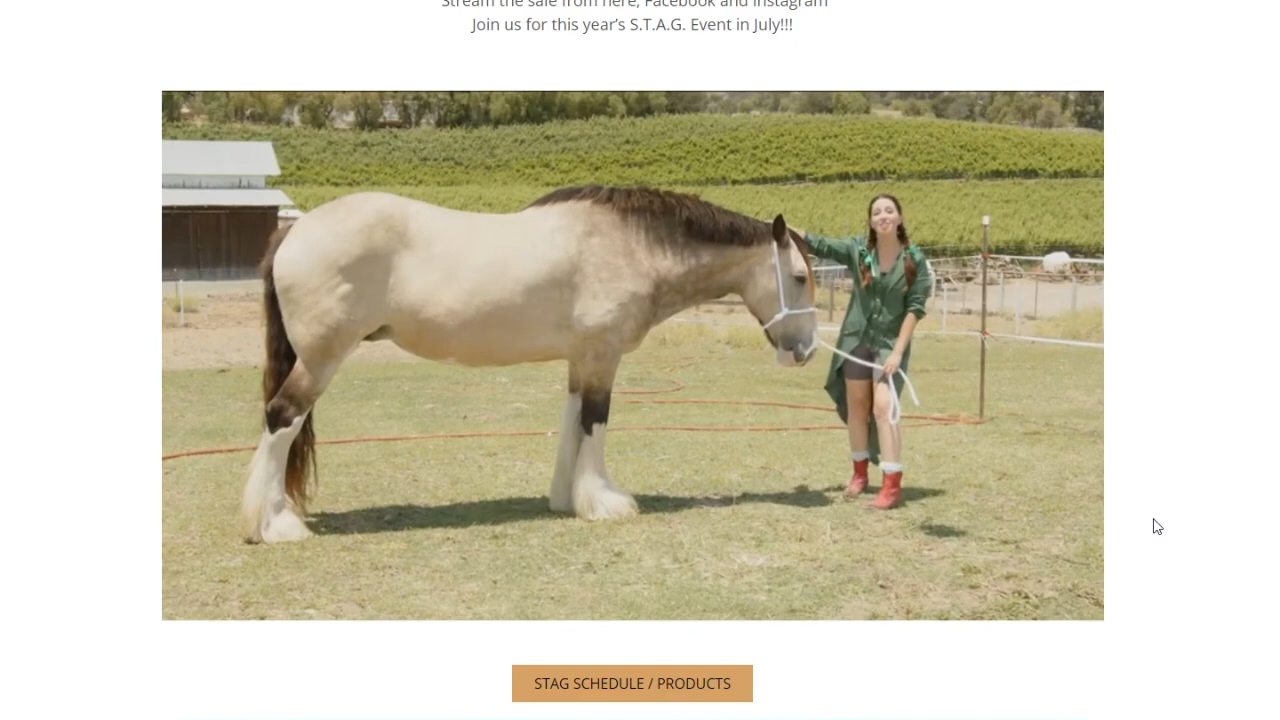 Stream the sale from here, Facebook and Instagram
Join us for this year's S.T.A.G. Event in July!!!
STAG SCHEDULE / PRODUCTS